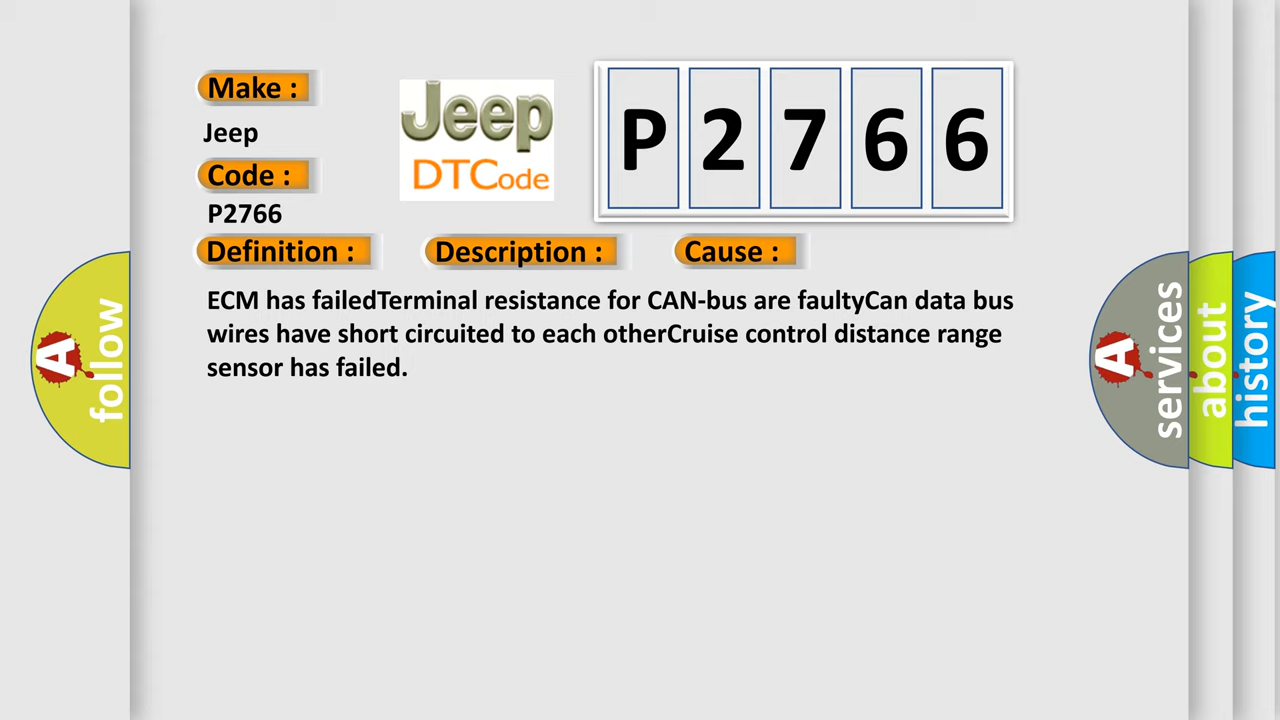 Make :
Jeep
Code :
P2766
Jeep
DTCode
P 2 7 6 6
Definition :
Description :
Cause :
ECM has failedTerminal resistance for CAN-bus are faultyCan data bus
wires have short circuited to each otherCruise control distance range
sensor has failed.
A follow
A services
about
history